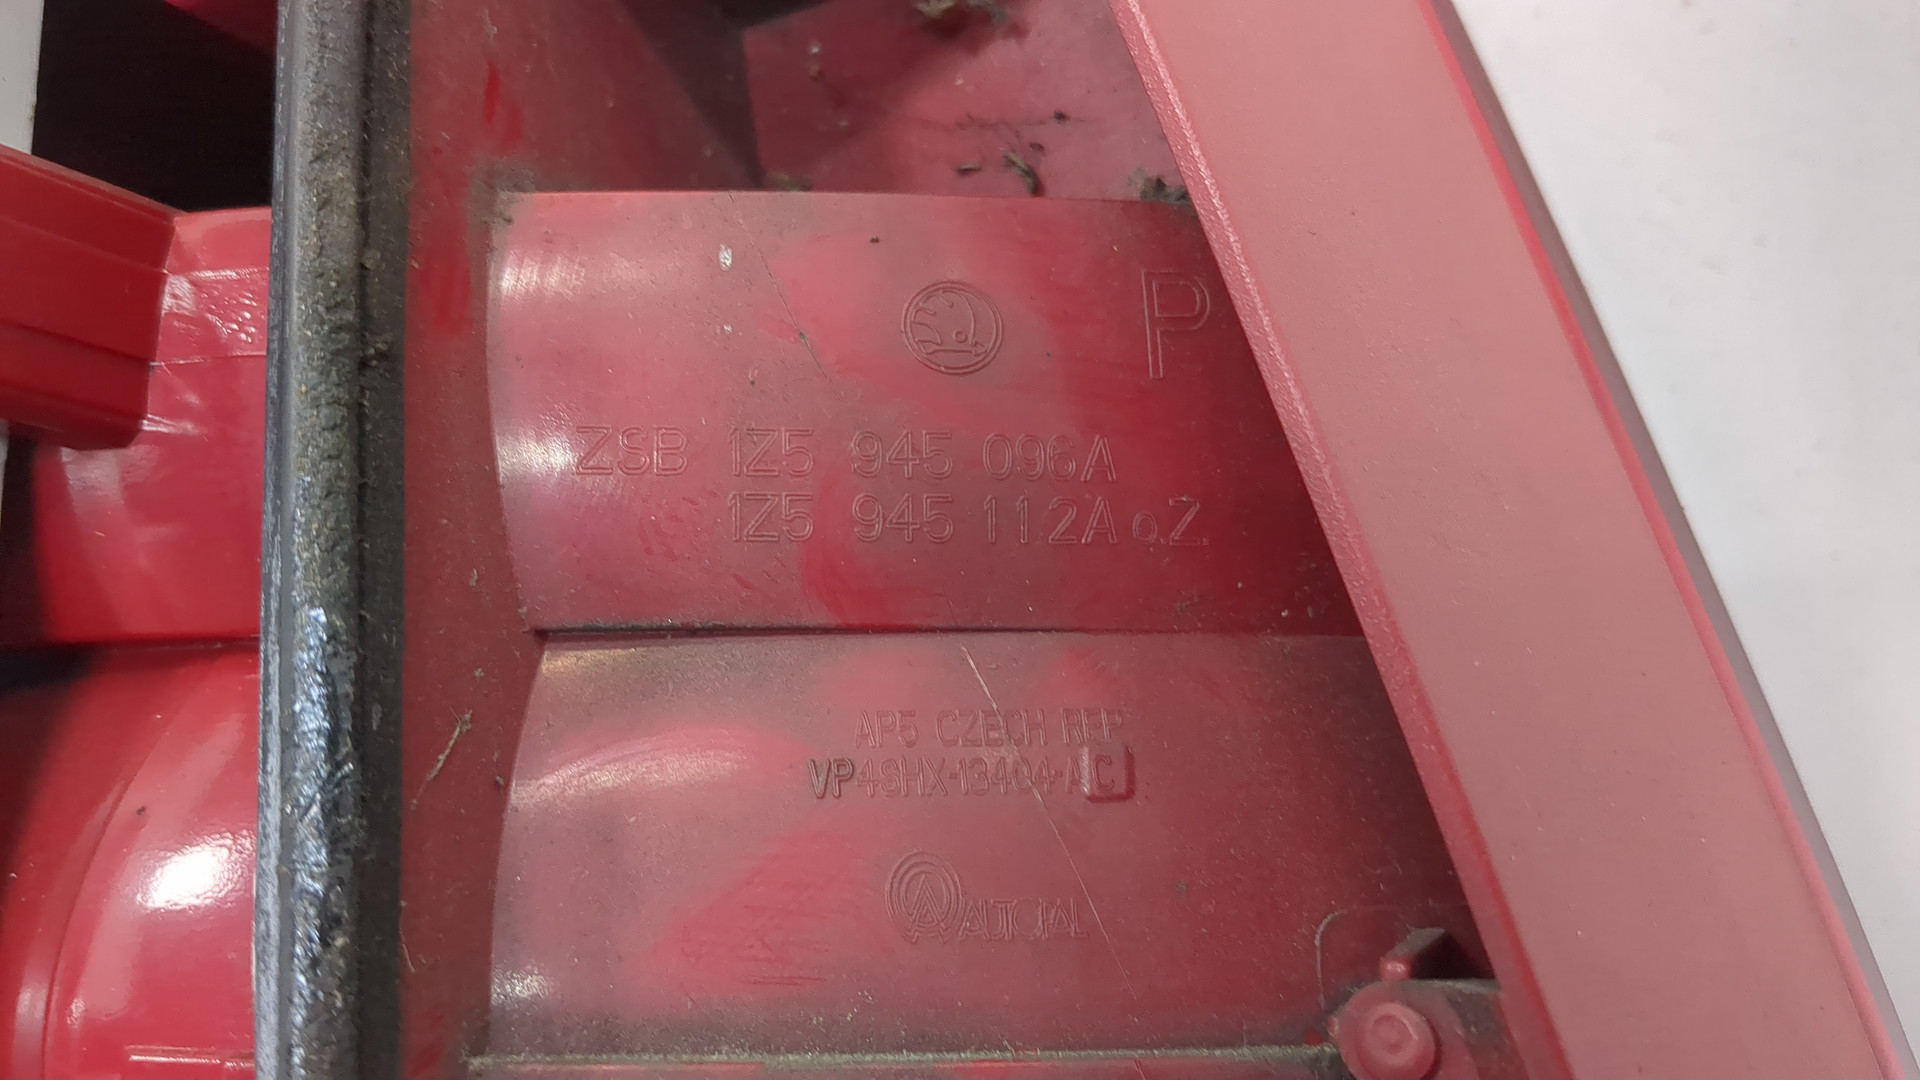 P
ZSB 1Z5 945 096A
1Z5 945 112A o.Z.
AP5 CZECH REP
VP4SHX-13404-AC
AUTOPAL